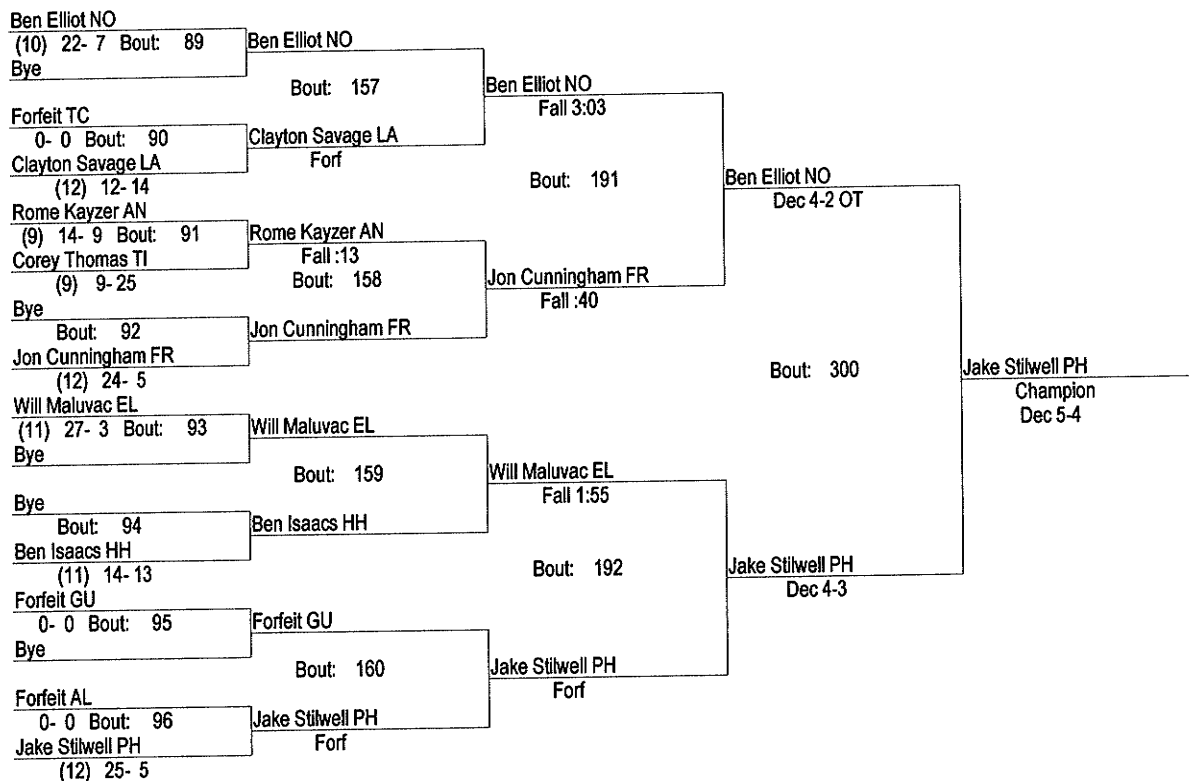 Ben Elliot NO
(10) 22- 7 Bout: 89
Bye
Ben Elliot NO
Bout: 157
Forfeit TC
0- 0 Bout: 90
Clayton Savage LA
(12) 12- 14
Clayton Savage LA
Forf
Ben Elliot NO
Fall 3:03
Bout: 191
Rome Kayzer AN
(9) 14- 9 Bout: 91
Corey Thomas TI
(9) 9- 25
Rome Kayzer AN
Fall :13
Bout: 158
Bye
Bout: 92
Jon Cunningham FR
(12) 24- 5
Jon Cunningham FR
Jon Cunningham FR
Fall :40
Ben Elliot NO
Dec 4-2 OT
Bout: 300
Will Maluvac EL
(11) 27- 3 Bout: 93
Bye
Will Maluvac EL
Bout: 159
Bye
Bout: 94
Ben Isaacs HH
(11) 14- 13
Ben Isaacs HH
Will Maluvac EL
Fall 1:55
Bout: 192
Forfeit GU
0- 0 Bout: 95
Bye
Forfeit GU
Bout: 160
Forfeit AL
0- 0 Bout: 96
Jake Stilwell PH
(12) 25- 5
Jake Stilwell PH
Forf
Jake Stilwell PH
Forf
Jake Stilwell PH
Dec 4-3
Jake Stilwell PH
Champion
Dec 5-4